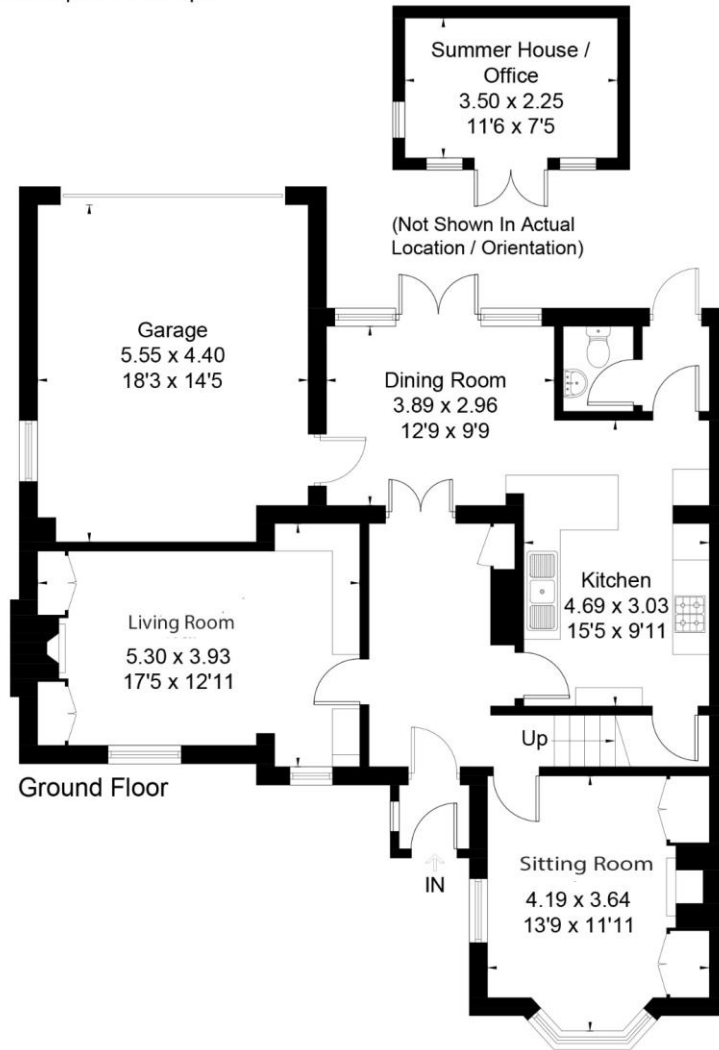 Summer House /
Office
3.50 x 2.25
11'6 x 7'5
(Not Shown In Actual
Location / Orientation)
Garage
5.55 x 4.40
18'3 x 14'5
Dining Room
3.89 x 2.96
12'9 x 9'9
Kitchen
4.69 x 3.03
15'5 x 9'11
Living Room
5.30 x 3.93
17'5 x 12'11
Up
Ground Floor
IN
Sitting Room
4.19 x 3.64
13'9 x 11'11